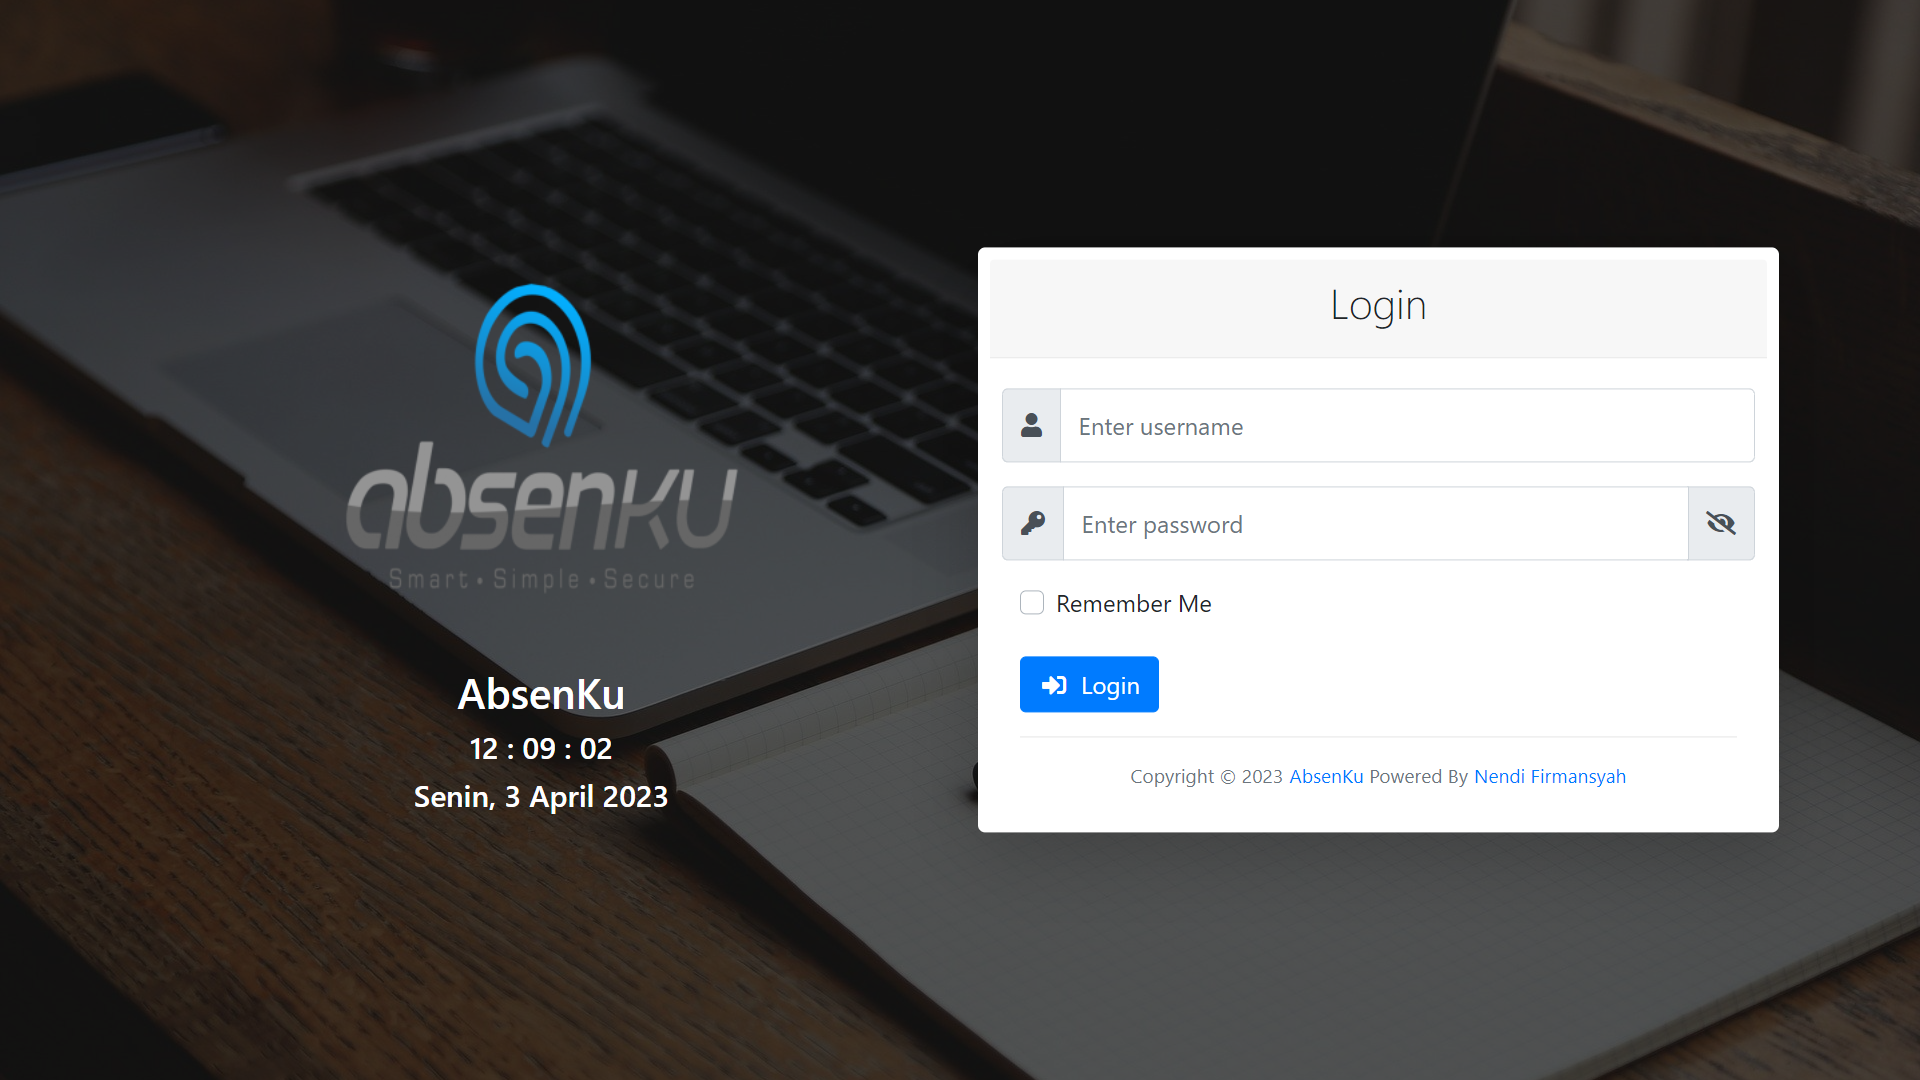 absenKU
Smart • Simple • Secure
AbsenKu
12 : 09 : 02
Senin, 3 April 2023
Login
Enter username
Enter password
Remember Me
Login
Copyright © 2023 AbsenKu Powered By Nendi Firmansyah